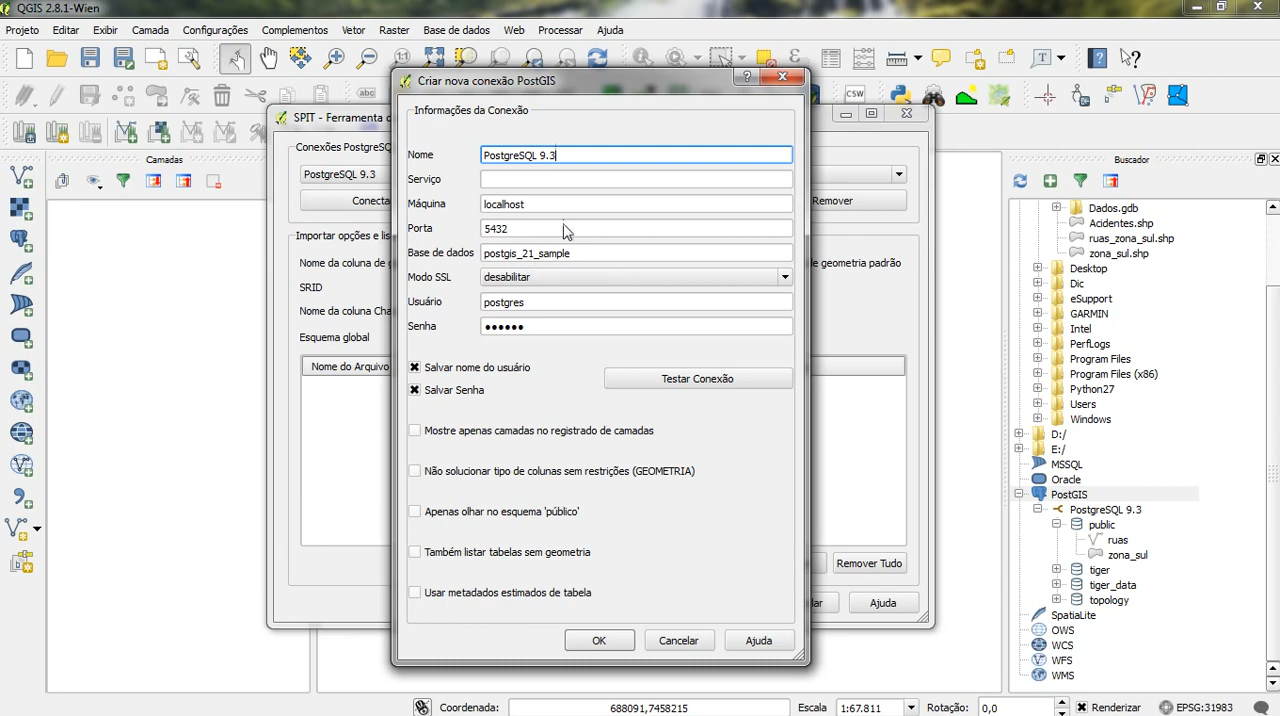 QGIS 2.8.1-Wien
Projeto Editar Exibir Camada Configurações Complementos Vetor Raster Base de dados Web Processar Ajuda
CSW
abc
Camadas
SPIT - Ferramenta
Conexões PostgreSQL
PostgreSQL 9.3
Conecta
Remover
Importar opções e lis
Nome da coluna de
de geometria padrão
SRID
Nome da coluna Cha
Esquema global
Nome do Arquivo
Remover Tudo
Ajuda
Criar nova conexão PostGIS
Informações da Conexão
Nome PostgreSQL 9.3
Serviço
Máquina localhost
Porta 5432
Base de dados postgis_21_sample
Modo SSL desabilitar
Usuário postgres
Senha ●●●●●●
Salvar nome do usuário
Testar Conexão
Salvar Senha
Mostre apenas camadas no registrado de camadas
Não solucionar tipo de colunas sem restrições (GEOMETRIA)
Apenas olhar no esquema 'público'
Também listar tabelas sem geometria
Usar metadados estimados de tabela
OK Cancelar Ajuda
Buscador
Dados.gdb
Acidentes.shp
ruas_zona_sul.shp
zona_sul.shp
Desktop
Dic
eSupport
GARMIN
Intel
PerfLogs
Program Files
Program Files (x86)
Python27
Users
Windows
D:/
E:/
MSSQL
Oracle
PostGIS
PostgreSQL 9.3
public
ruas
zona_sul
tiger
tiger_data
topology
SpatiaLite
OWS
WCS
WFS
WMS
Coordenada: 688091,7458215 Escala 1:67.811 Rotação: 0,0 Renderizar EPSG:31983